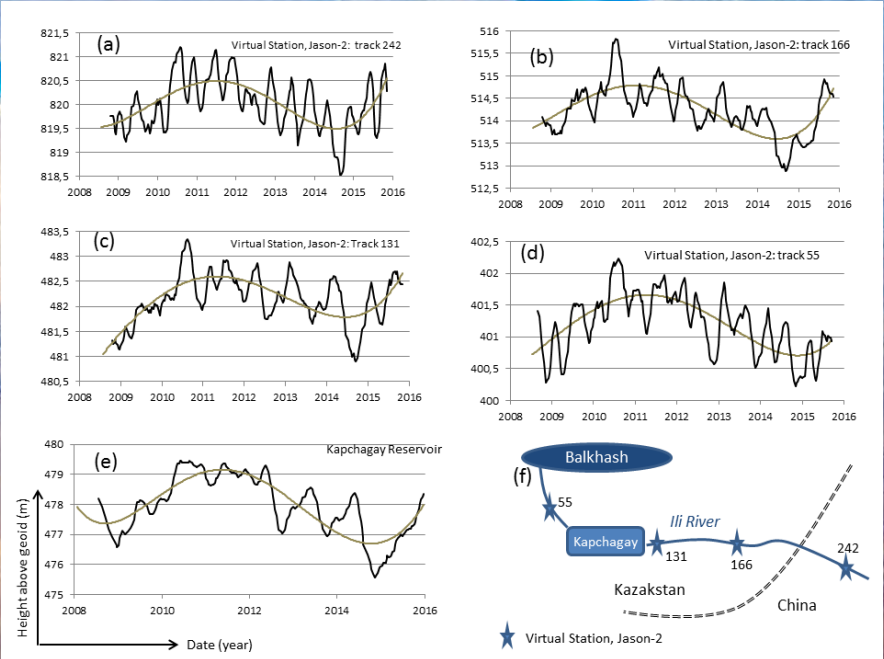 (a)
Virtual Station, Jason-2: track 242
821,5
821
820,5
820
819,5
819
818,5
2008 2009 2010 2011 2012 2013 2014 2015 2016
(b)
Virtual Station, Jason-2: track 166
516
515,5
515
514,5
514
513,5
513
512,5
2008 2009 2010 2011 2012 2013 2014 2015 2016
(c)
Virtual Station, Jason-2: Track 131
483,5
483
482,5
482
481,5
481
480,5
2008 2009 2010 2011 2012 2013 2014 2015 2016
(d)
Virtual Station, Jason-2: track 55
402,5
402
401,5
401
400,5
400
2008 2009 2010 2011 2012 2013 2014 2015 2016
(e)
Kapchagay Reservoir
480
479
478
477
476
475
2008 2010 2012 2014 2016
Height above geoid (m)
Date (year)
(f)
Balkhash
55
Ili River
Kapchagay
131
166
242
Kazakstan
China
Virtual Station, Jason-2